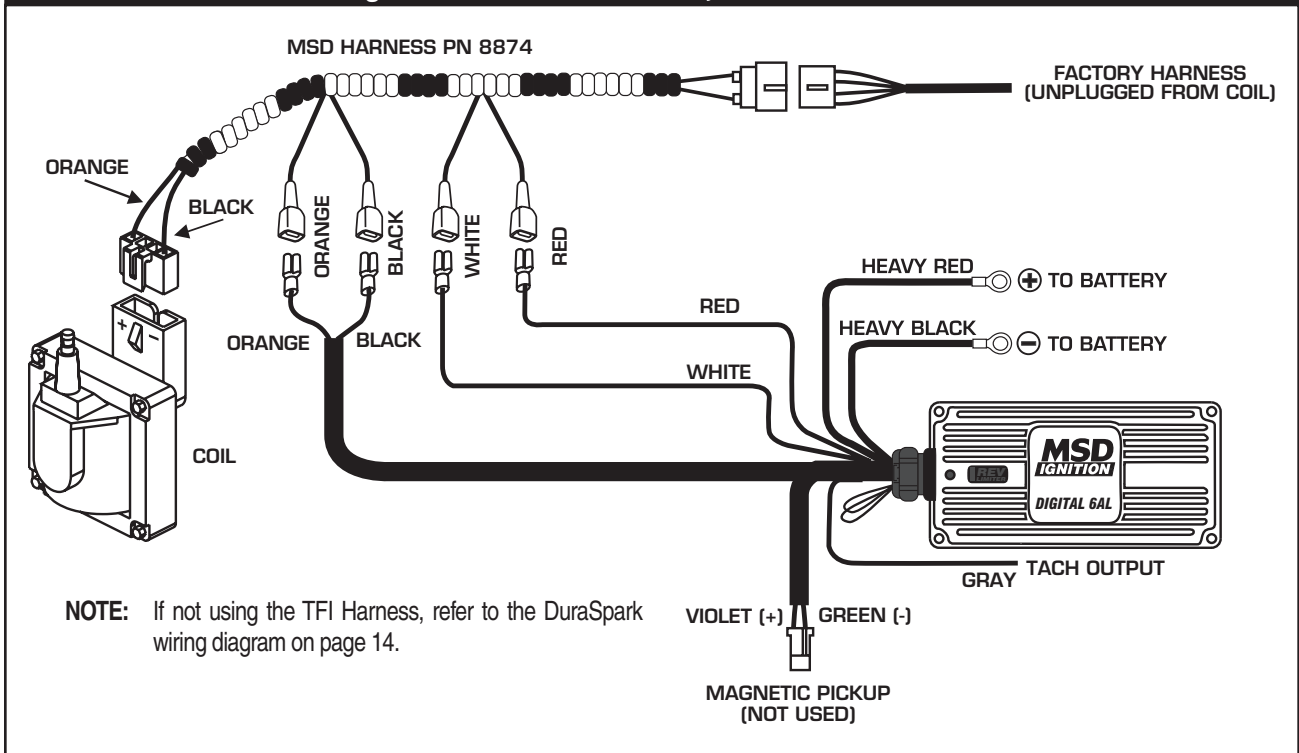 MSD HARNESS PN 8874
FACTORY HARNESS
(UNPLUGGED FROM COIL)
ORANGE
BLACK
ORANGE
BLACK
WHITE
RED
HEAVY RED
+ TO BATTERY
RED
HEAVY BLACK
- TO BATTERY
ORANGE
BLACK
WHITE
+
-
COIL
MSD
IGNITION
REV
LIMITER
DIGITAL 6AL
TACH OUTPUT
GRAY
NOTE: If not using the TFI Harness, refer to the DuraSpark
wiring diagram on page 14.
VIOLET (+) GREEN (-)
MAGNETIC PICKUP
(NOT USED)